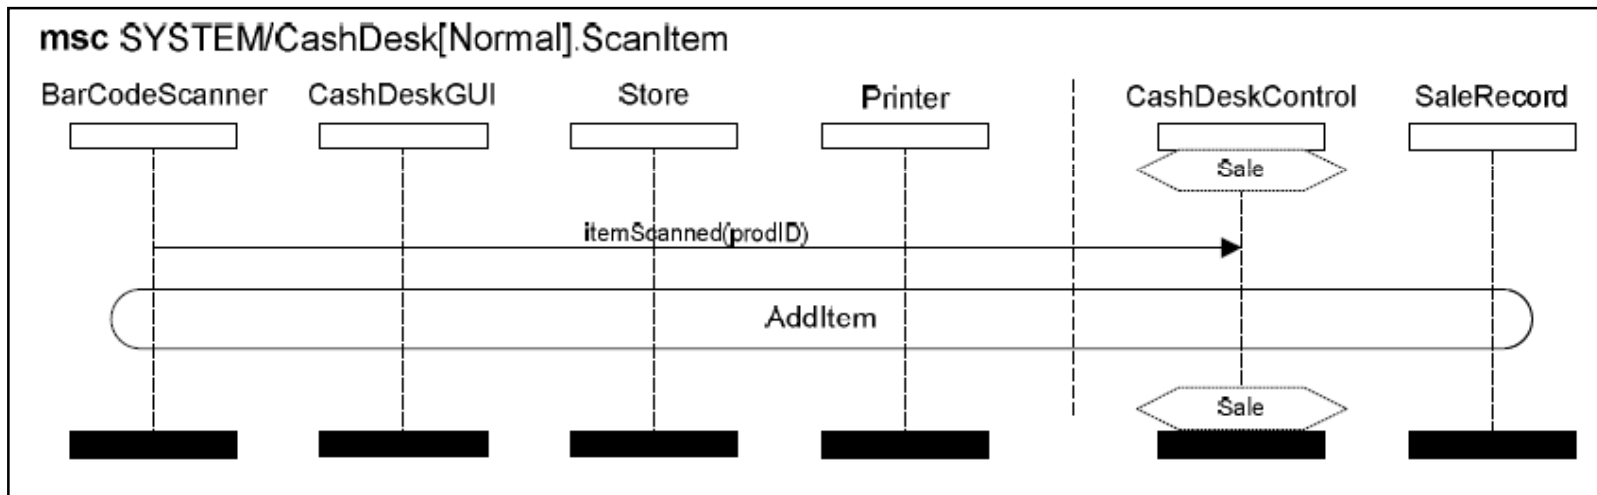 msc SYSTEM/CashDesk[Normal].ScanItem
BarCodeScanner CashDeskGUI Store Printer CashDeskControl SaleRecord
Sale
itemScanned(prodID)
AddItem
Sale